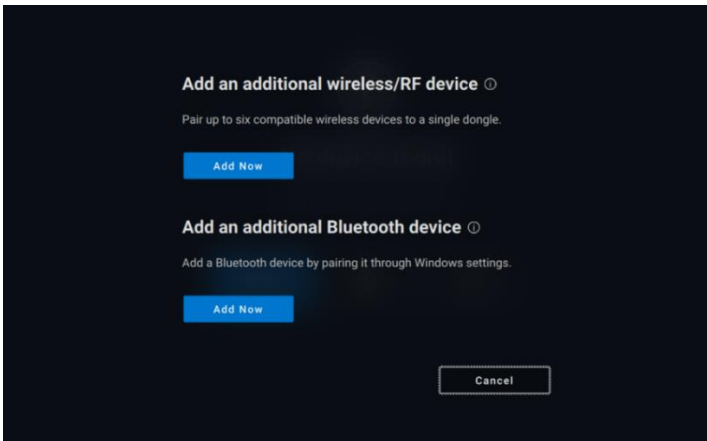 Add an additional wireless/RF device
Pair up to six compatible wireless devices to a single dongle.
Add Now
Add an additional Bluetooth device
Add a Bluetooth device by pairing it through Windows settings.
Add Now
Cancel